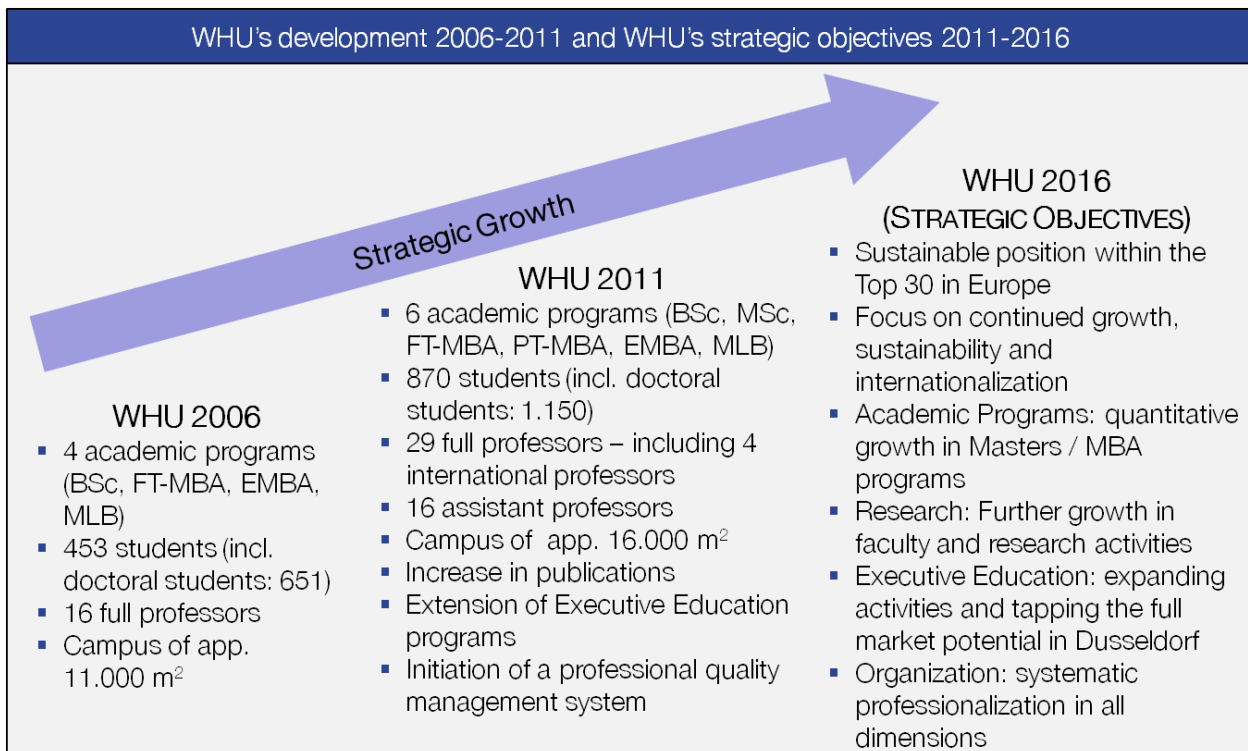 WHU's development 2006-2011 and WHU's strategic objectives 2011-2016
Strategic Growth
WHU 2006
▪ 4 academic programs
(BSc, FT-MBA, EMBA,
MLB)
▪ 453 students (incl.
doctoral students: 651)
▪ 16 full professors
▪ Campus of app.
11.000 m²
WHU 2011
▪ 6 academic programs (BSc, MSc,
FT-MBA, PT-MBA, EMBA, MLB)
▪ 870 students (incl. doctoral
students: 1.150)
▪ 29 full professors – including 4
international professors
▪ 16 assistant professors
▪ Campus of app. 16.000 m²
▪ Increase in publications
▪ Extension of Executive Education
programs
▪ Initiation of a professional quality
management system
WHU 2016
(STRATEGIC OBJECTIVES)
▪ Sustainable position within the
Top 30 in Europe
▪ Focus on continued growth,
sustainability and
internationalization
▪ Academic Programs: quantitative
growth in Masters / MBA
programs
▪ Research: Further growth in
faculty and research activities
▪ Executive Education: expanding
activities and tapping the full
market potential in Dusseldorf
▪ Organization: systematic
professionalization in all
dimensions